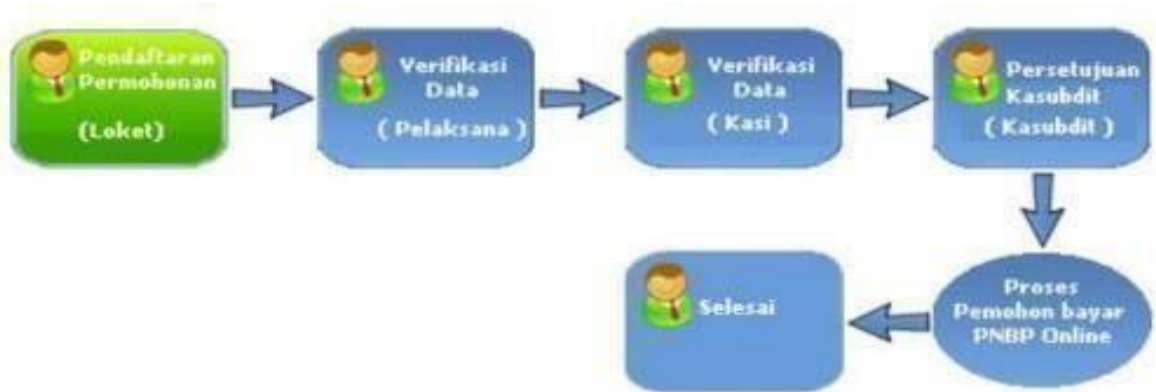 Pendaftaran
Permohonan
(Loket)
Verifikasi
Data
( Pelaksana )
Verifikasi
Data
( Kasi )
Persetujuan
Kasubdit
( Kasubdit )
Proses
Pemohon bayar
PNBP Online
Selesai